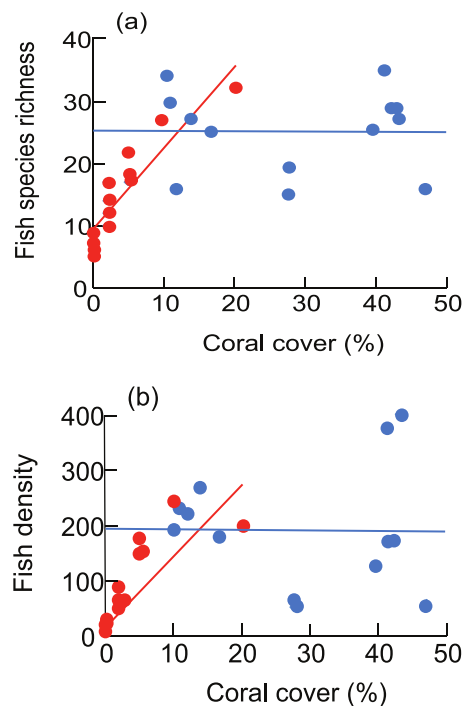 (a)
Fish species richness
40
30
20
10
0
0 10 20 30 40 50
Coral cover (%)
(b)
Fish density
400
300
200
100
0
0 10 20 30 40 50
Coral cover (%)